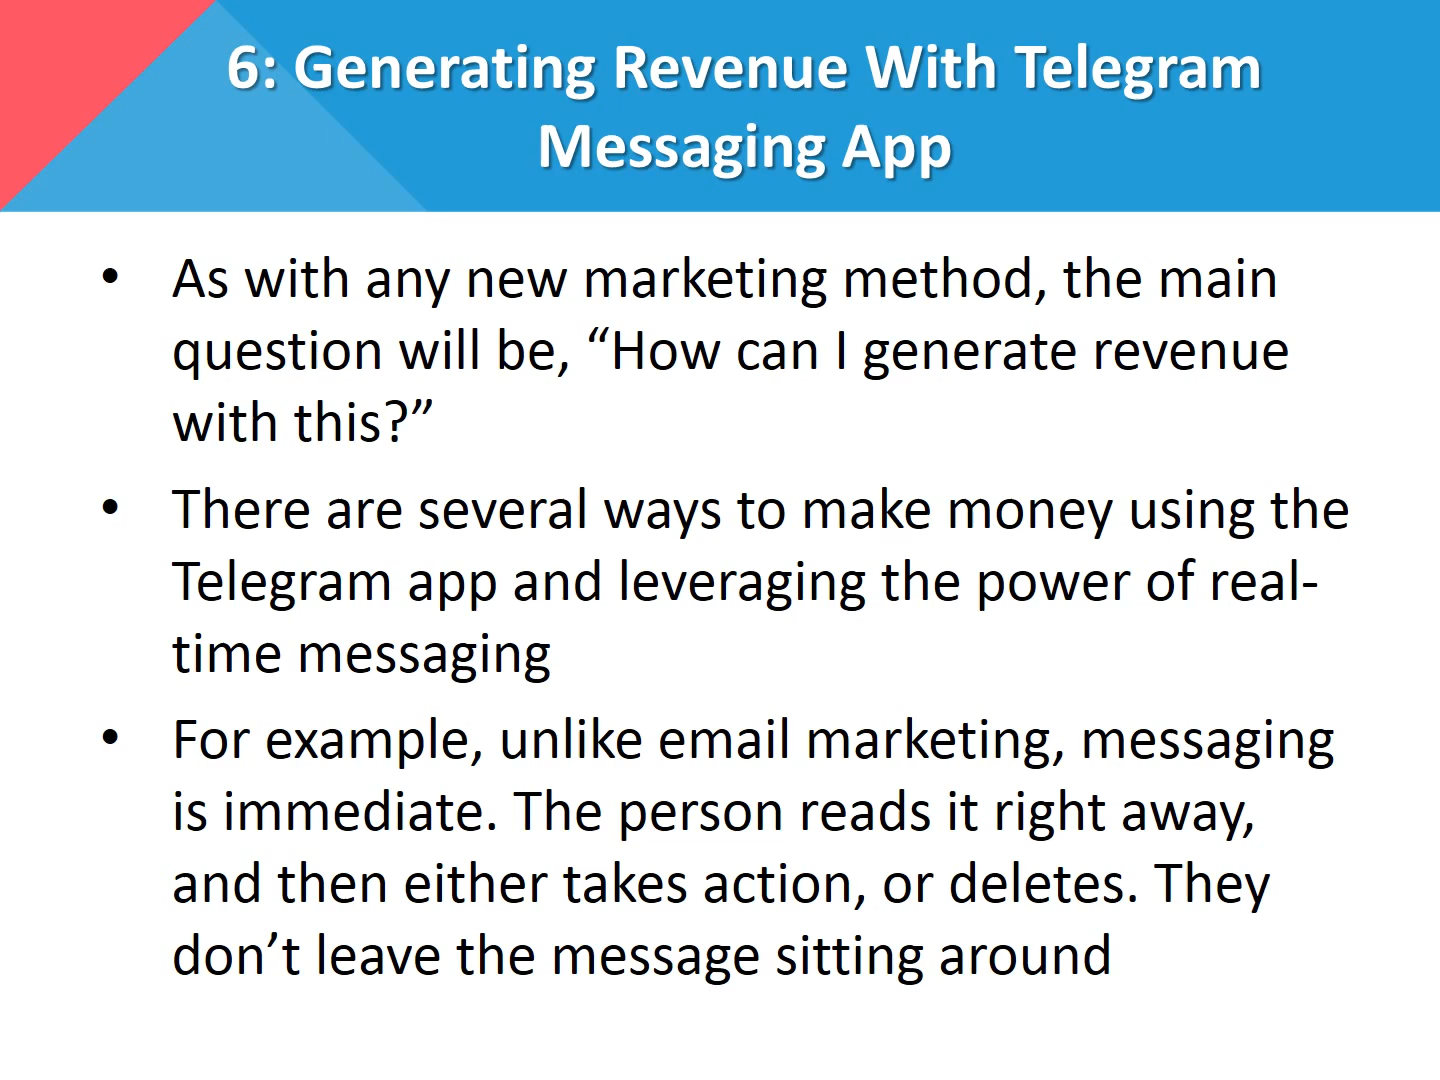 6: Generating Revenue With Telegram
Messaging App
• As with any new marketing method, the main
question will be, “How can I generate revenue
with this?”
• There are several ways to make money using the
Telegram app and leveraging the power of real-
time messaging
• For example, unlike email marketing, messaging
is immediate. The person reads it right away,
and then either takes action, or deletes. They
don’t leave the message sitting around